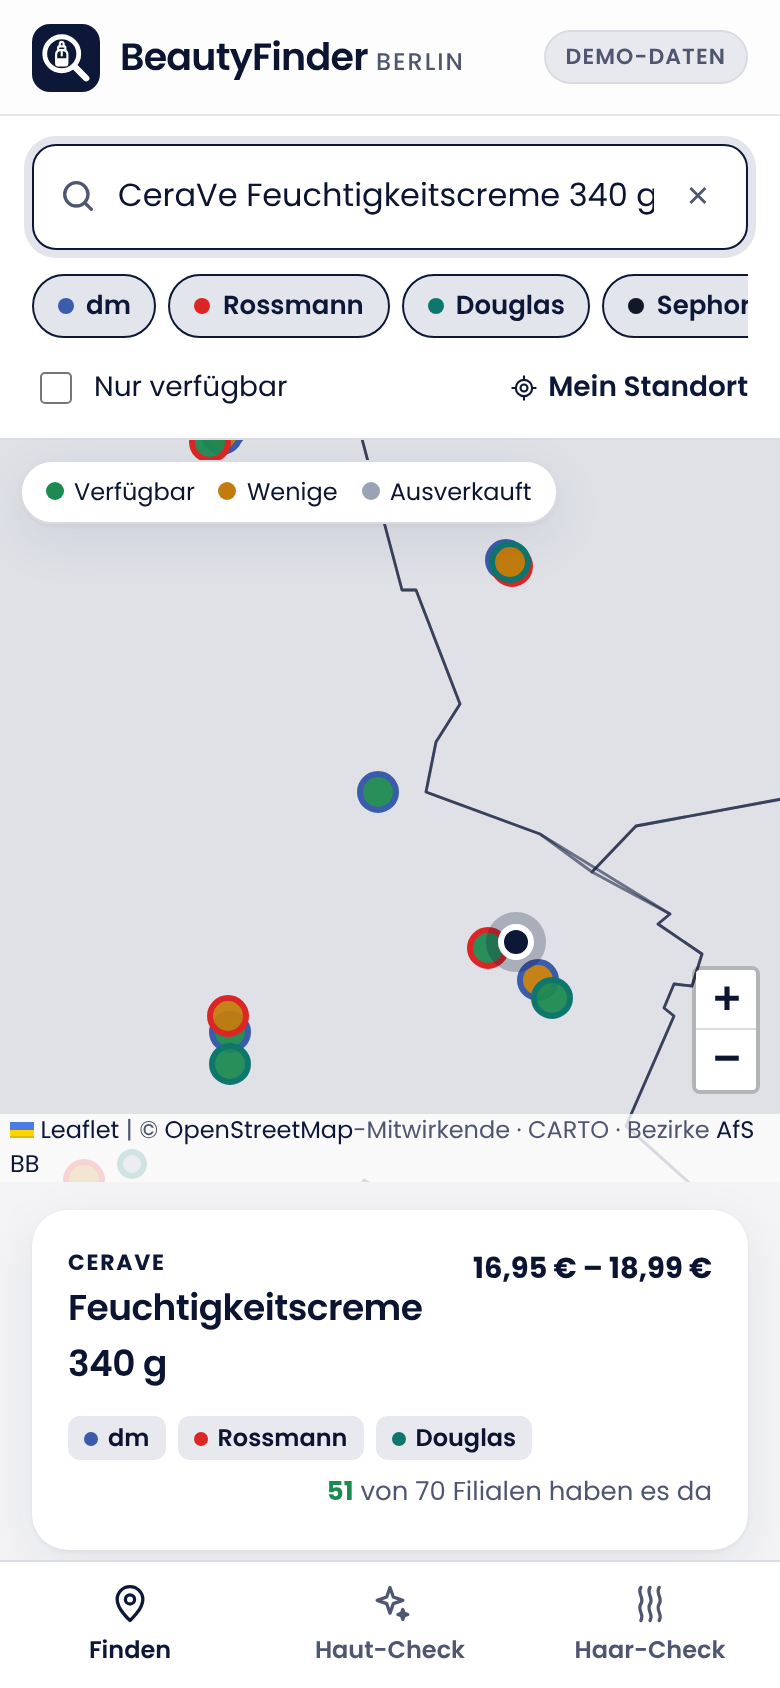 BeautyFinder BERLIN
DEMO-DATEN
CeraVe Feuchtigkeitscreme 340 g
dm
Rossmann
Douglas
Sephor
Nur verfügbar
Mein Standort
Verfügbar
Wenige
Ausverkauft
+
−
Leaflet | © OpenStreetMap-Mitwirkende · CARTO · Bezirke AfS
BB
CERAVE
16,95 € – 18,99 €
Feuchtigkeitscreme
340 g
dm
Rossmann
Douglas
51 von 70 Filialen haben es da
Finden
Haut-Check
Haar-Check